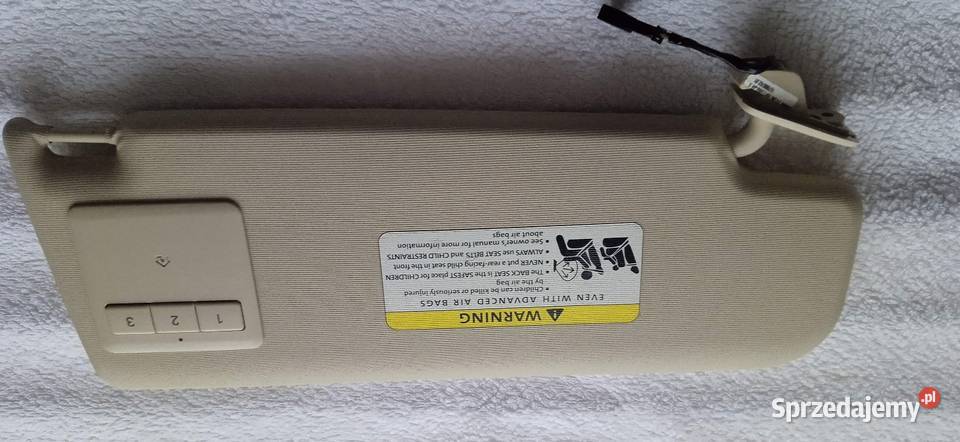 ⚠ WARNING
EVEN WITH ADVANCED AIR BAGS
• Children can be killed or seriously injured
by the air bag
• The BACK SEAT is the SAFEST place for CHILDREN
• NEVER put a rear-facing child seat in the front
• ALWAYS use SEAT BELTS and CHILD RESTRAINTS
• See owner's manual for more information
about air bags
1 2 3
Sprzedajemy.pl